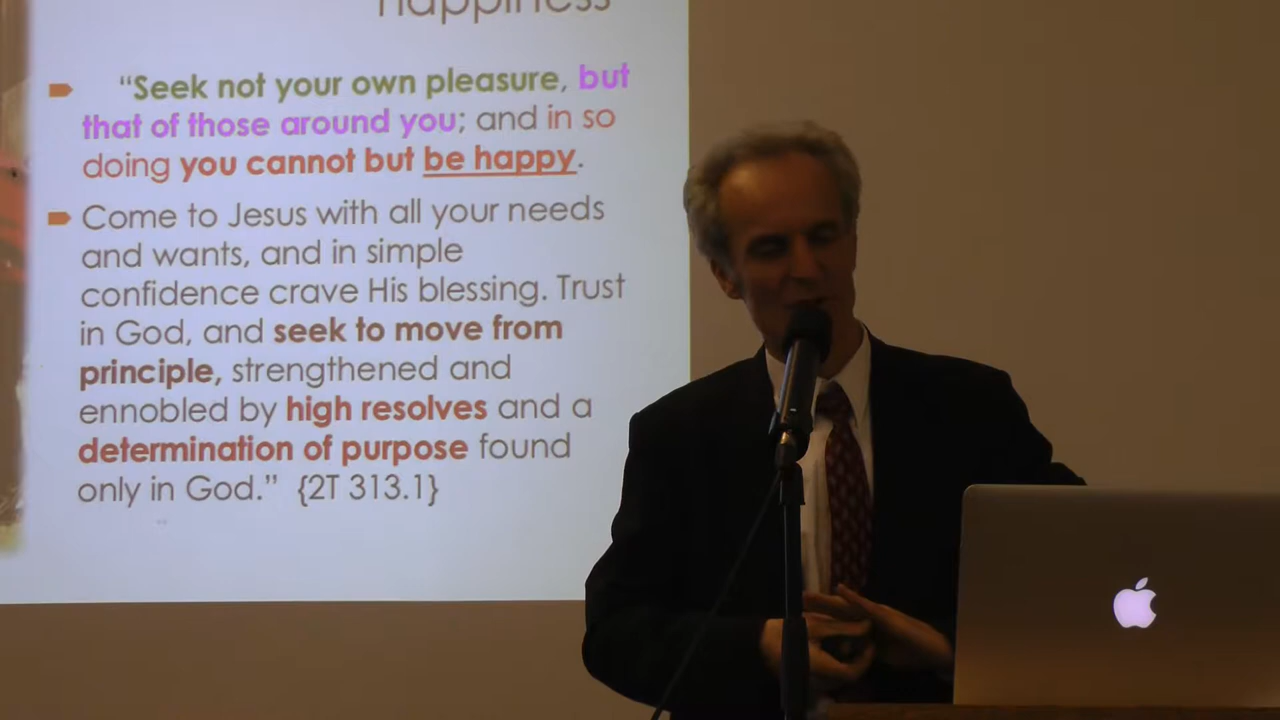 happiness
“Seek not your own pleasure, but
that of those around you; and in so
doing you cannot but be happy.
Come to Jesus with all your needs
and wants, and in simple
confidence crave His blessing. Trust
in God, and seek to move from
principle, strengthened and
ennobled by high resolves and a
determination of purpose found
only in God.” {2T 313.1}